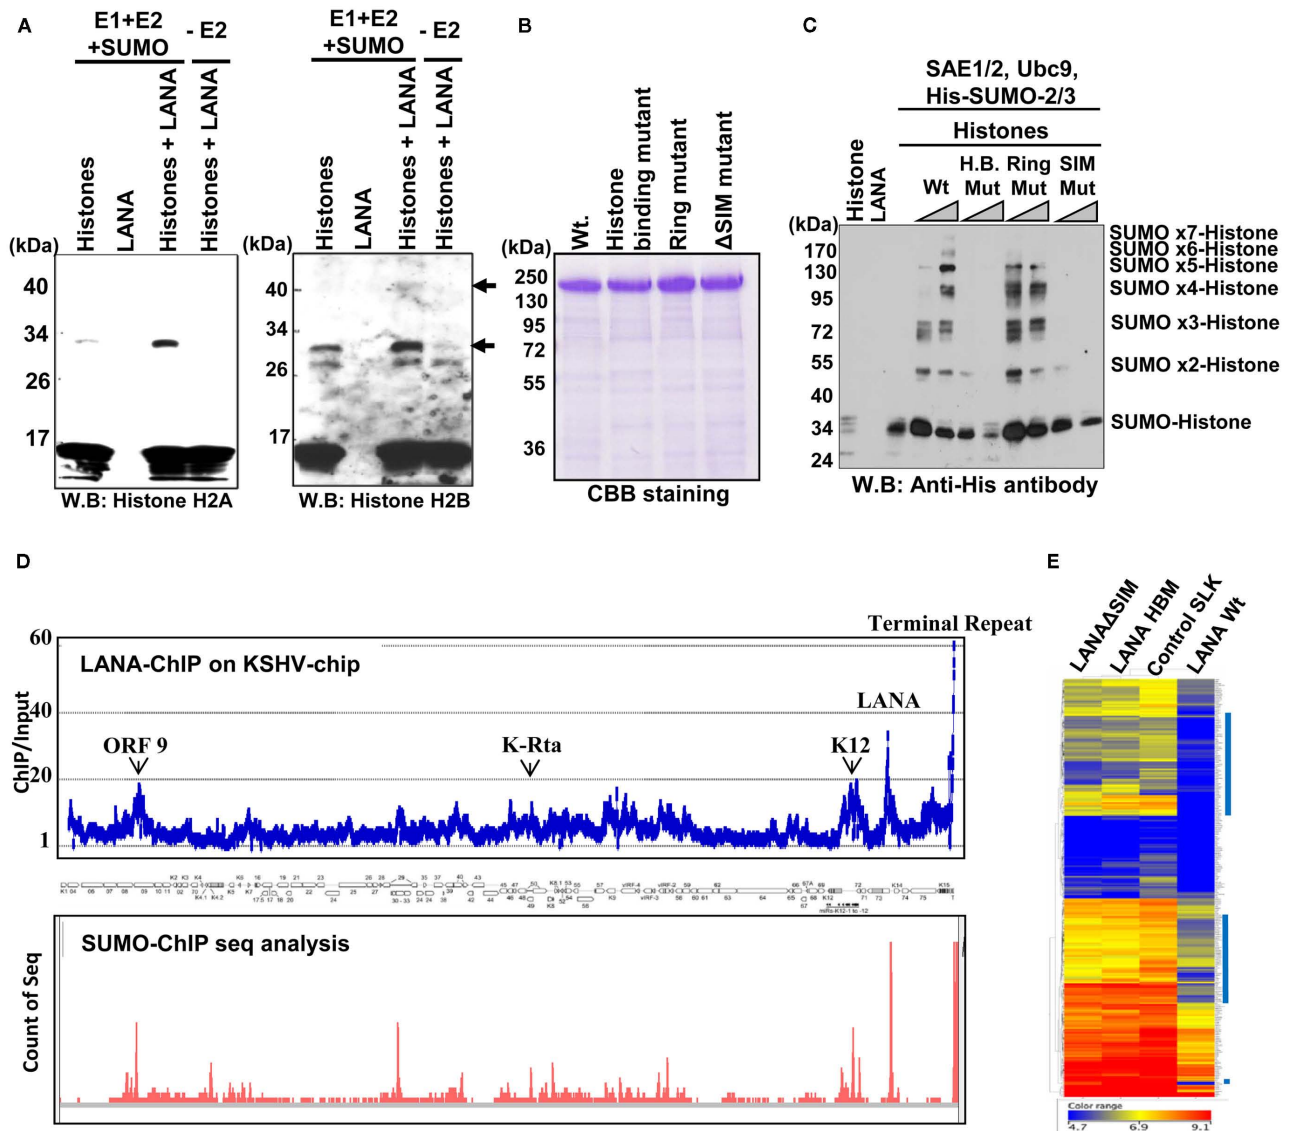 A
E1+E2
+SUMO
- E2
Histones
LANA
Histones + LANA
Histones + LANA
(kDa)
40
34
26
17
W.B: Histone H2A
E1+E2
+SUMO
- E2
Histones
LANA
Histones + LANA
Histones + LANA
(kDa)
40
34
26
17
W.B: Histone H2B
B
Wt.
Histone
binding mutant
Ring mutant
ΔSIM mutant
(kDa)
250
130
95
72
55
36
CBB staining
C
SAE1/2, Ubc9,
His-SUMO-2/3
Histones
Histone
LANA
Wt
H.B.
Mut
Ring
Mut
SIM
Mut
(kDa)
170
130
95
72
55
40
34
24
SUMO x7-Histone
SUMO x6-Histone
SUMO x5-Histone
SUMO x4-Histone
SUMO x3-Histone
SUMO x2-Histone
SUMO-Histone
W.B: Anti-His antibody
D
Terminal Repeat
LANA-ChIP on KSHV-chip
ChIP/Input
60
40
20
1
ORF 9
K-Rta
K12
LANA
SUMO-ChIP seq analysis
Count of Seq
E
LANAΔSIM
LANA HBM
Control SLK
LANA Wt
Color range
4.7
6.9
9.1